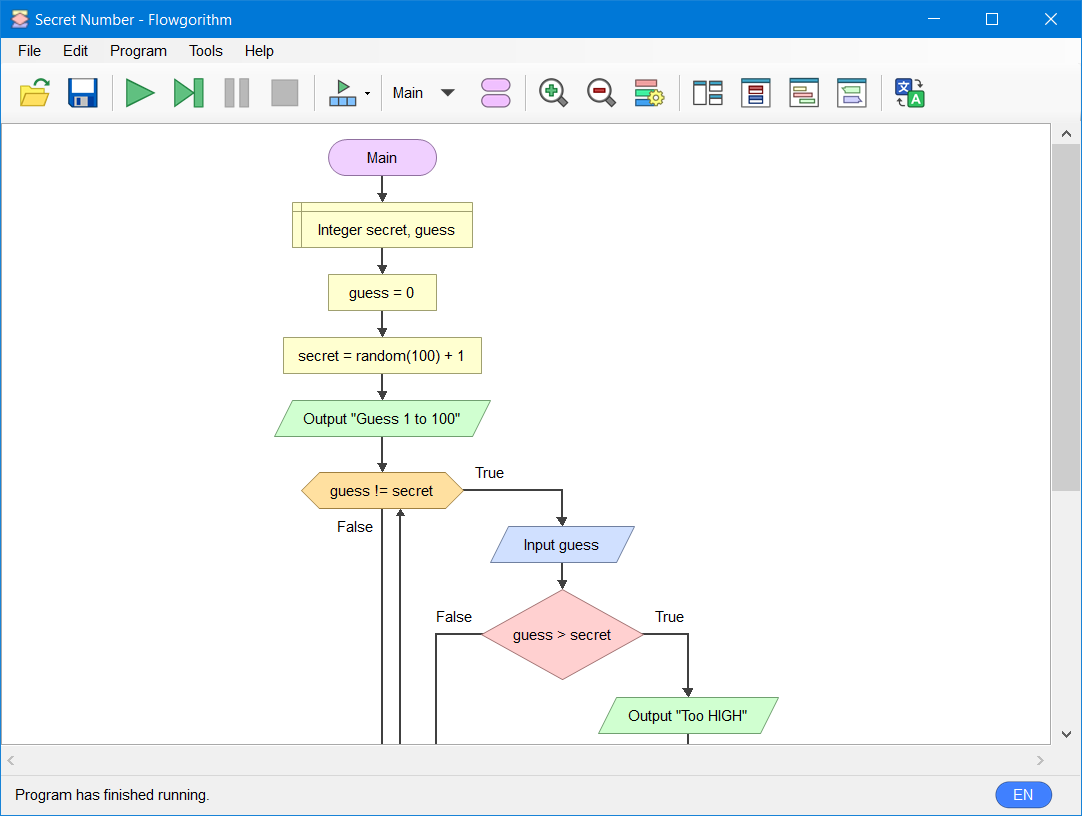 Secret Number - Flowgorithm
File Edit Program Tools Help
Main
文 A
Main
Integer secret, guess
guess = 0
secret = random(100) + 1
Output "Guess 1 to 100"
guess != secret
True
False
Input guess
guess > secret
False
True
Output "Too HIGH"
Program has finished running.
EN